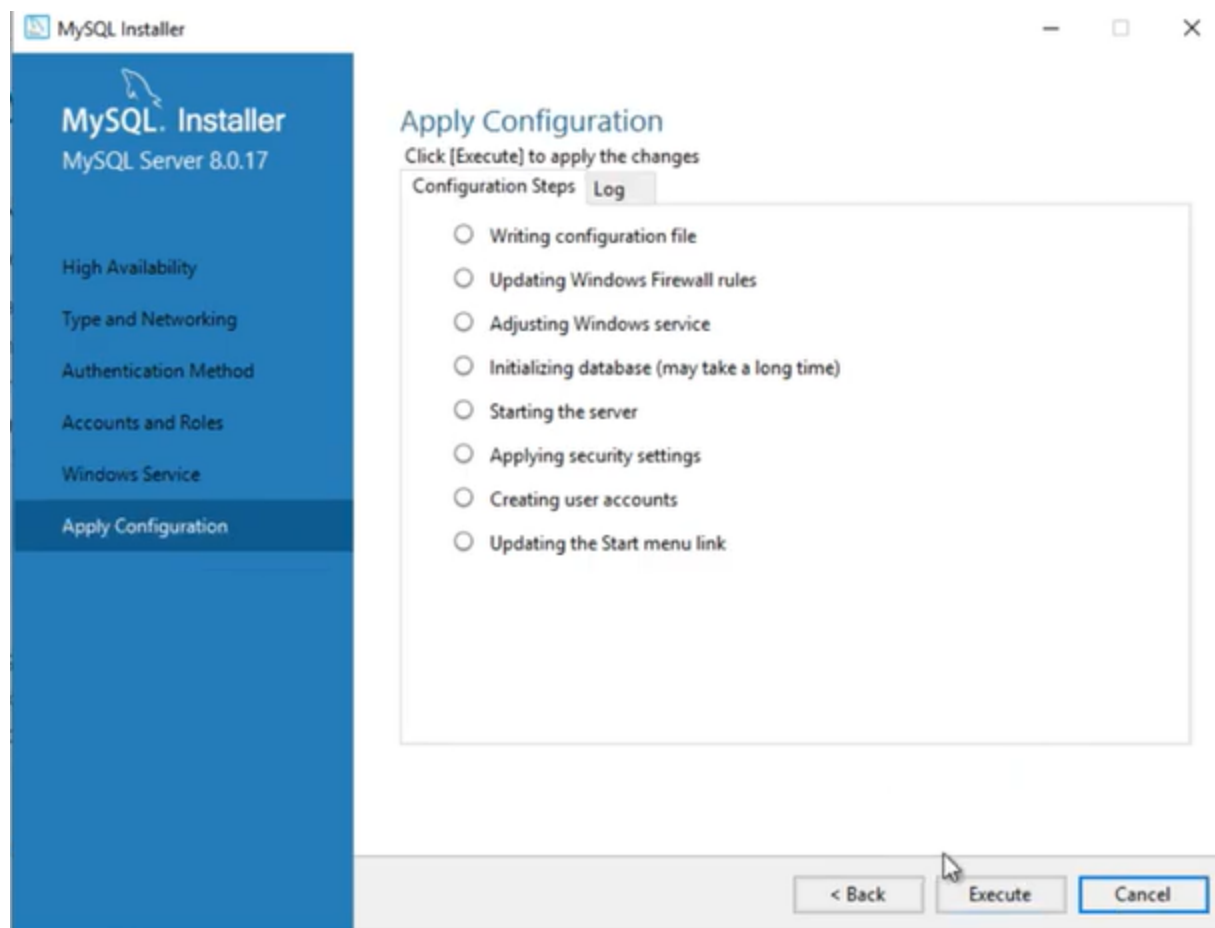 MySQL Installer
MySQL. Installer
MySQL Server 8.0.17
High Availability
Type and Networking
Authentication Method
Accounts and Roles
Windows Service
Apply Configuration
Apply Configuration
Click [Execute] to apply the changes
Configuration Steps Log
Writing configuration file
Updating Windows Firewall rules
Adjusting Windows service
Initializing database (may take a long time)
Starting the server
Applying security settings
Creating user accounts
Updating the Start menu link
< Back Execute Cancel